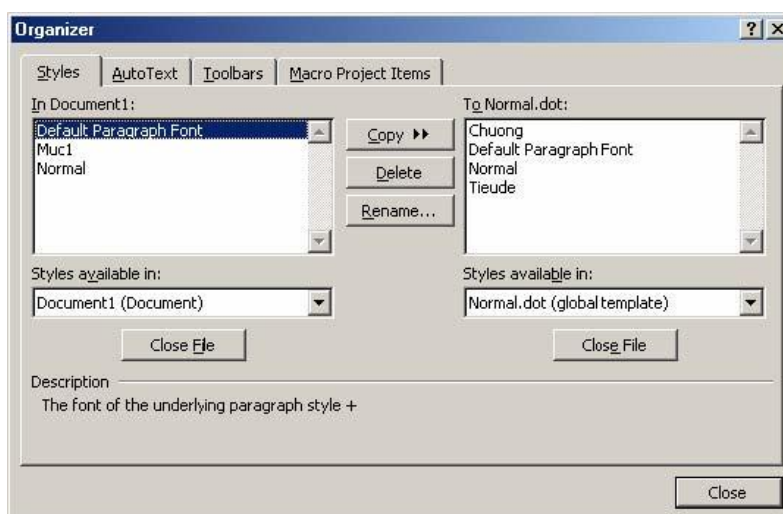 Organizer
Styles AutoText Toolbars Macro Project Items
In Document1:
Default Paragraph Font
Muc1
Normal
Copy
Delete
Rename...
To Normal.dot:
Chuong
Default Paragraph Font
Normal
Tieude
Styles available in:
Document1 (Document)
Close File
Styles available in:
Normal.dot (global template)
Close File
Description
The font of the underlying paragraph style +
Close